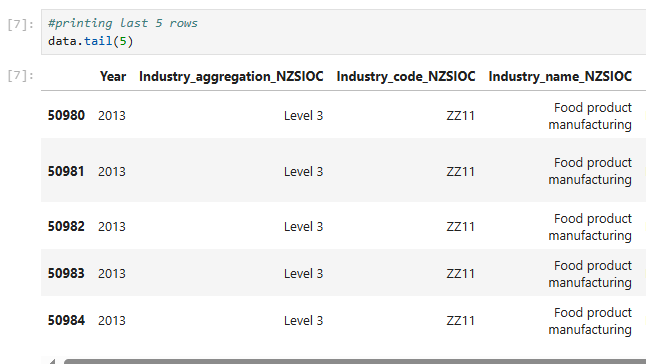 [7]: #printing last 5 rows
data.tail(5)
[7]: Year Industry_aggregation_NZSIOC Industry_code_NZSIOC Industry_name_NZSIOC
50980 2013 Level 3 ZZ11 Food product
manufacturing
50981 2013 Level 3 ZZ11 Food product
manufacturing
50982 2013 Level 3 ZZ11 Food product
manufacturing
50983 2013 Level 3 ZZ11 Food product
manufacturing
50984 2013 Level 3 ZZ11 Food product
manufacturing